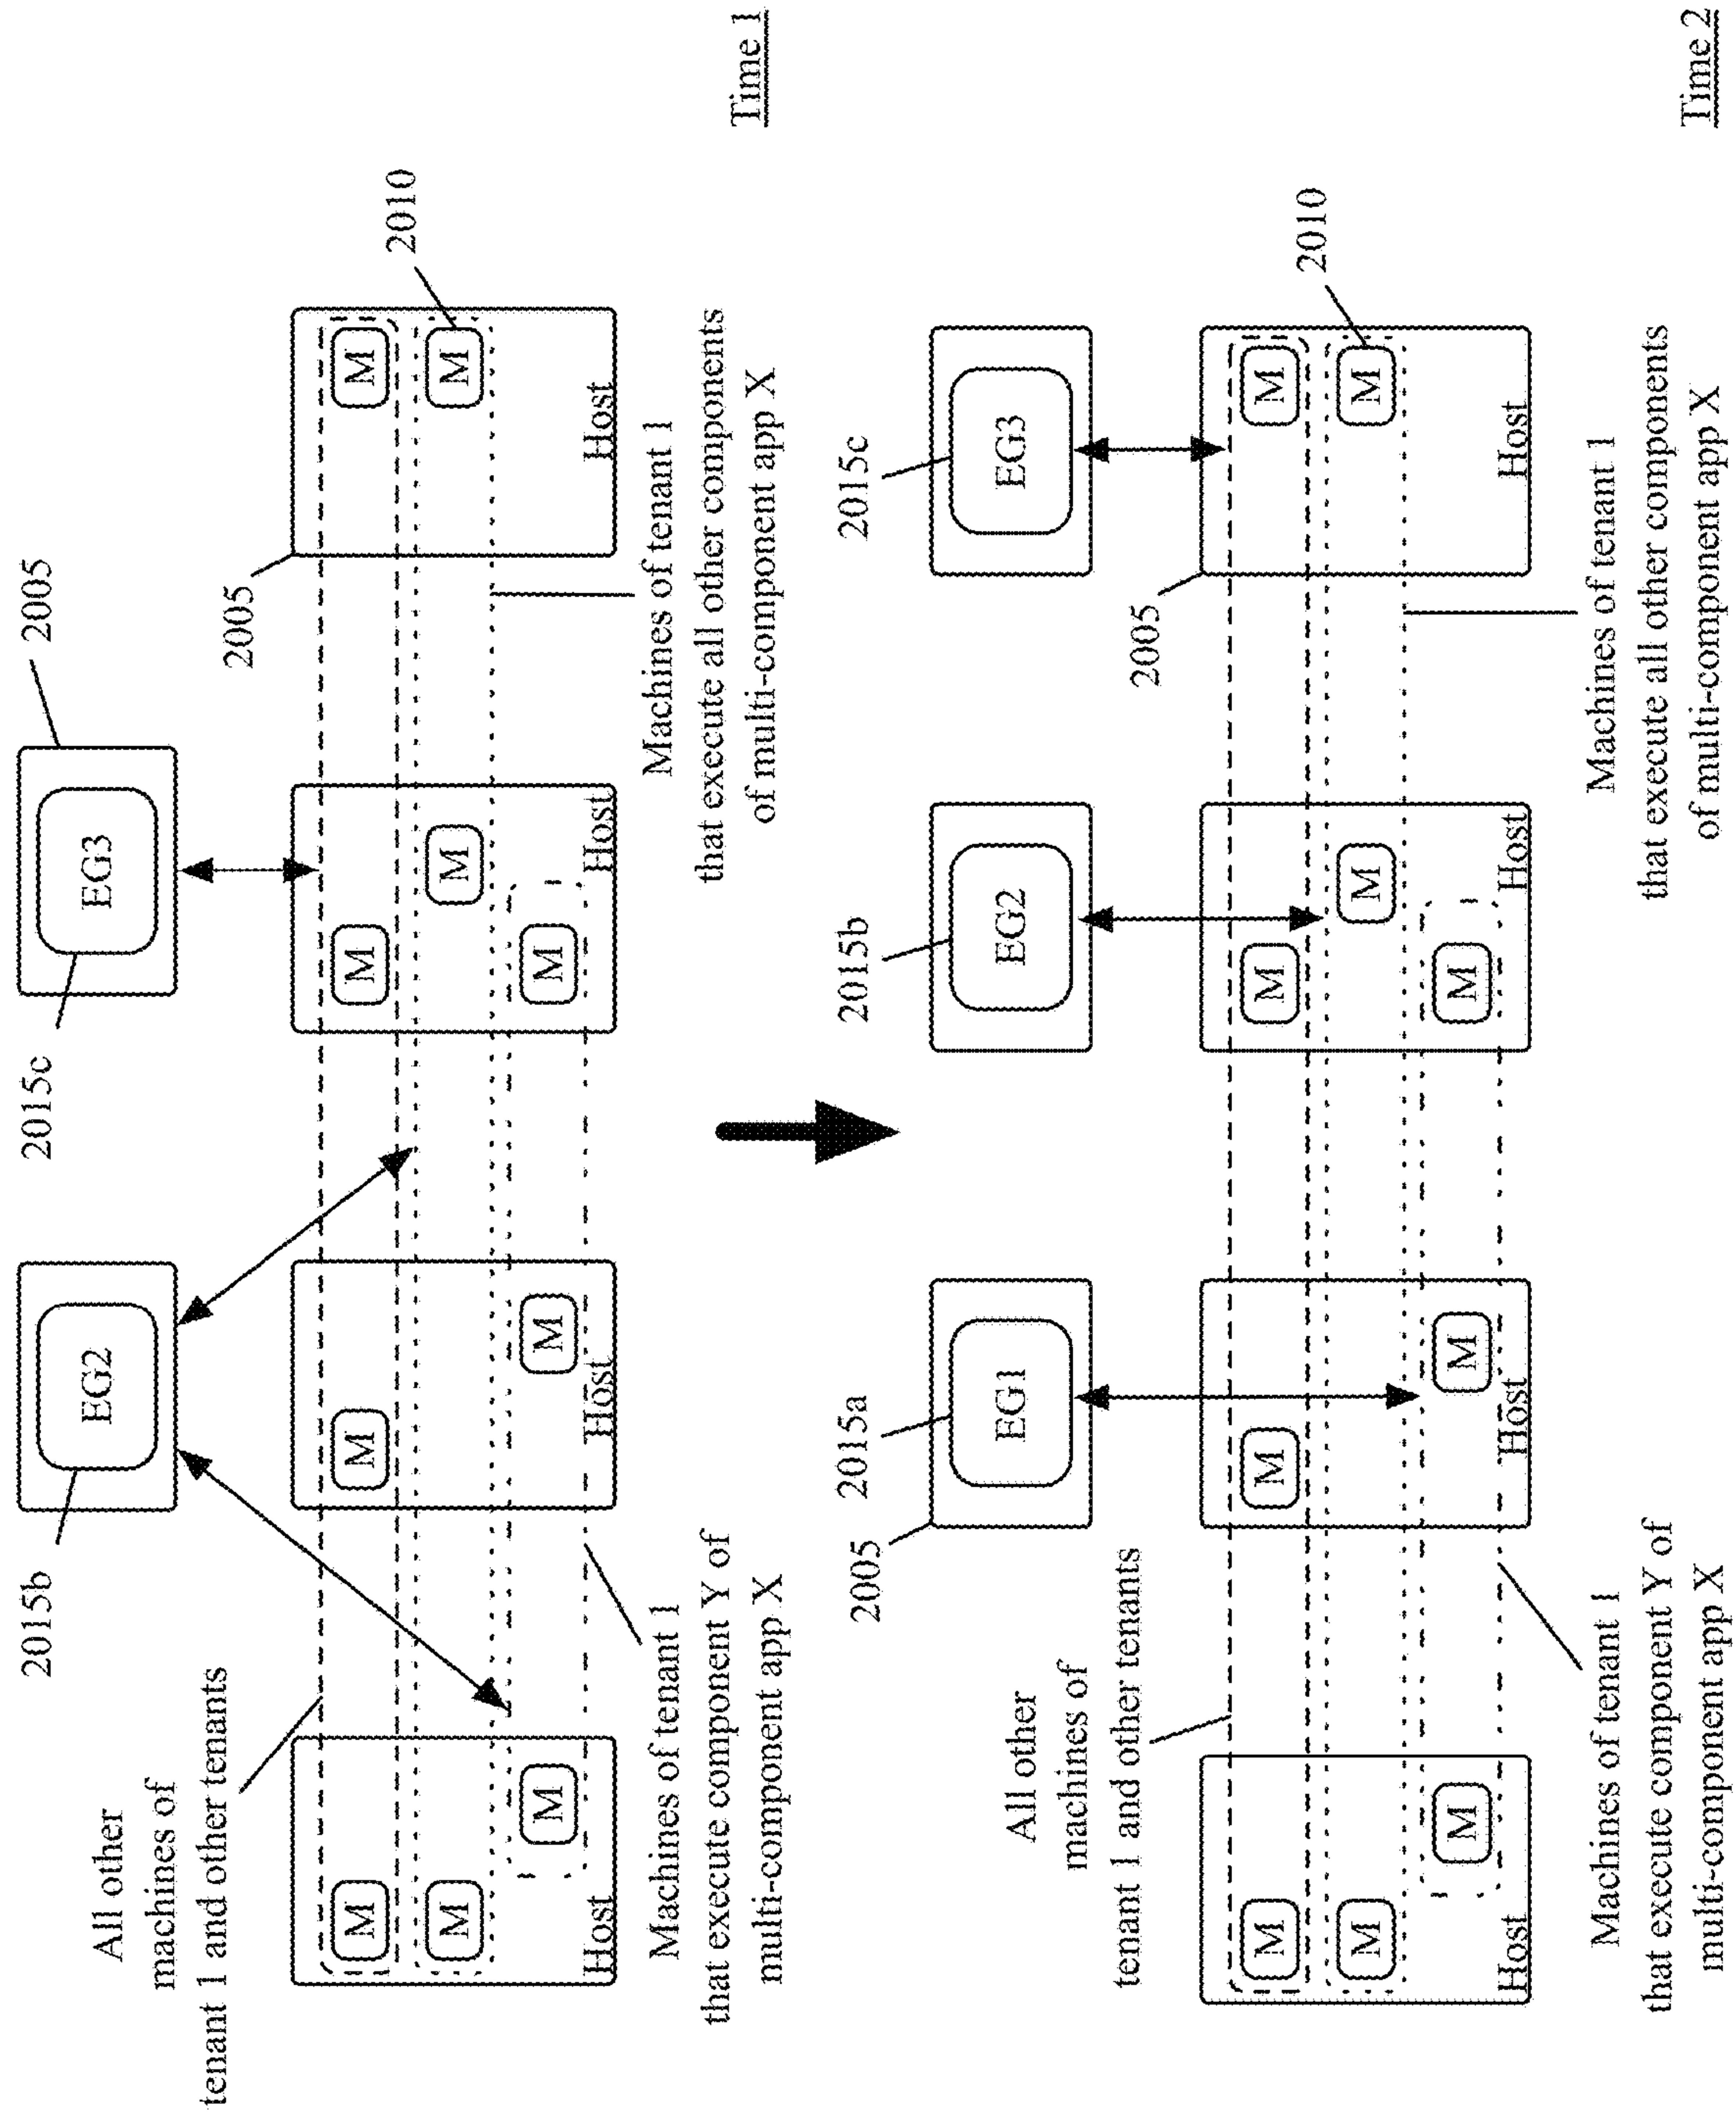 2015b
EG2
2015c
EG3
2005
All other
machines of
tenant 1 and other tenants
2005
2010
M
M
M
M
M
M
M
M
M
M
Host
Host
Host
Host
Machines of tenant 1
that execute component Y of
multi-component app X
Machines of tenant 1
that execute all other components
of multi-component app X
Time 1
2005
2015a
EG1
2015b
EG2
2015c
EG3
All other
machines of
tenant 1 and other tenants
2005
2010
M
M
M
M
M
M
M
M
M
M
Host
Host
Host
Host
Machines of tenant 1
that execute component Y of
multi-component app X
Machines of tenant 1
that execute all other components
of multi-component app X
Time 2